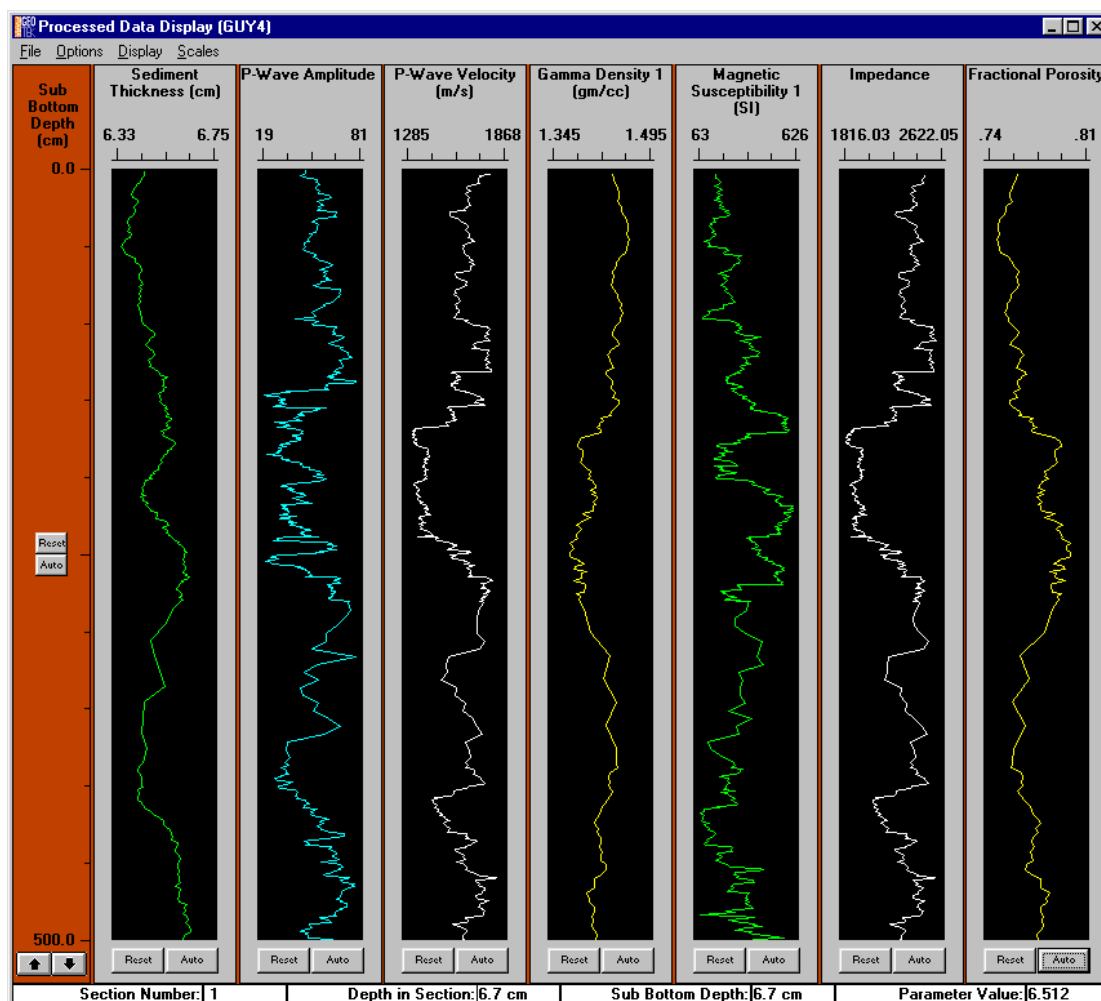 GEO
TEK
Processed Data Display (GUY4)
File Options Display Scales
Sub
Bottom
Depth
(cm)
Sediment
Thickness (cm)
6.33 6.75
P-Wave Amplitude
19 81
P-Wave Velocity
(m/s)
1285 1868
Gamma Density 1
(gm/cc)
1.345 1.495
Magnetic
Susceptibility 1
(SI)
63 626
Impedance
1816.03 2622.05
Fractional Porosity
.74 .81
0.0
Reset
Auto
500.0
Reset Auto Reset Auto Reset Auto Reset Auto Reset Auto Reset Auto Reset Auto
Section Number: 1 Depth in Section: 6.7 cm Sub Bottom Depth: 6.7 cm Parameter Value: 6.512